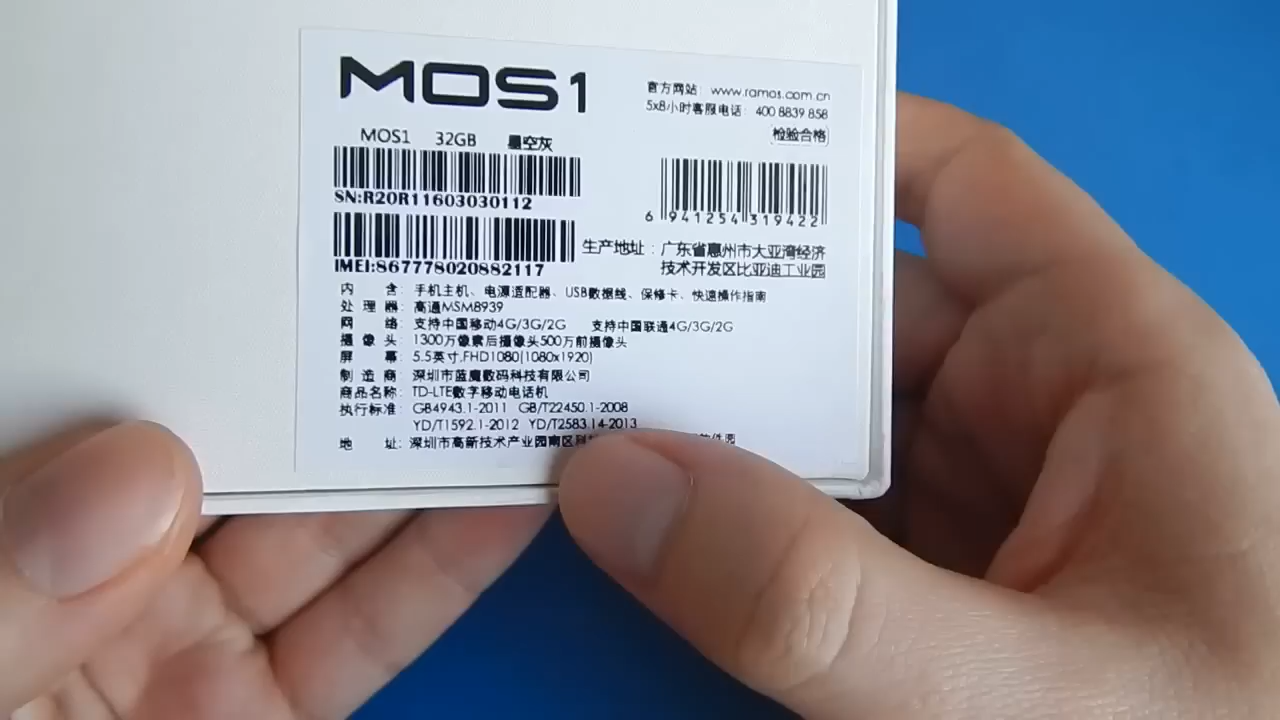 MOS1
官方网站: www.ramos.com.cn
5x8小时客服电话: 400 8839 858
检验合格
MOS1 32GB 星空灰
SN:R20R11603030112
6 941254 319422
IMEI:867778020882117
生产地址:广东省惠州市大亚湾经济
技术开发区比亚迪工业园
内 含: 手机主机、电源适配器、USB数据线、保修卡、快速操作指南
处 理 器: 高通MSM8939
网 络: 支持中国移动4G/3G/2G 支持中国联通4G/3G/2G
摄 像 头: 1300万像素后摄像头500万前摄像头
屏 幕: 5.5英寸,FHD1080(1080x1920)
制 造 商: 深圳市蓝魔数码科技有限公司
商品名称: TD-LTE数字移动电话机
执行标准: GB4943.1-2011 GB/T22450.1-2008
YD/T1592.1-2012 YD/T2583.14-2013
地 址: 深圳市高新技术产业园南区 软件园